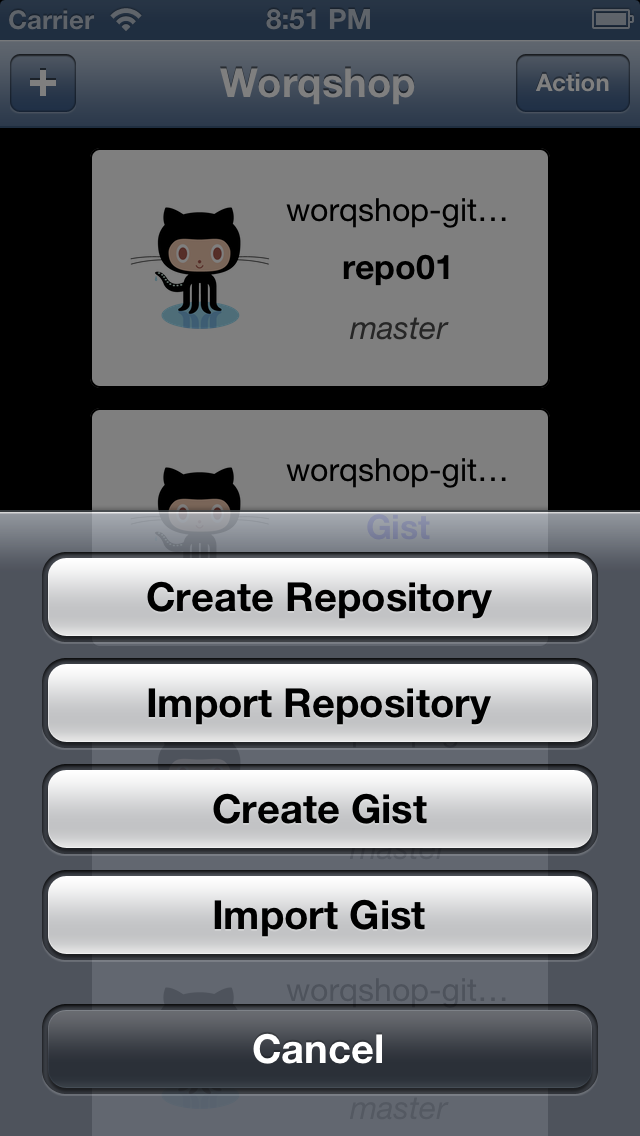 Carrier
8:51 PM
Worqshop
Action
worqshop-git…
repo01
master
worqshop-git…
Gist
Create Repository
Import Repository
Create Gist
master
Import Gist
worqshop-git…
Cancel
master